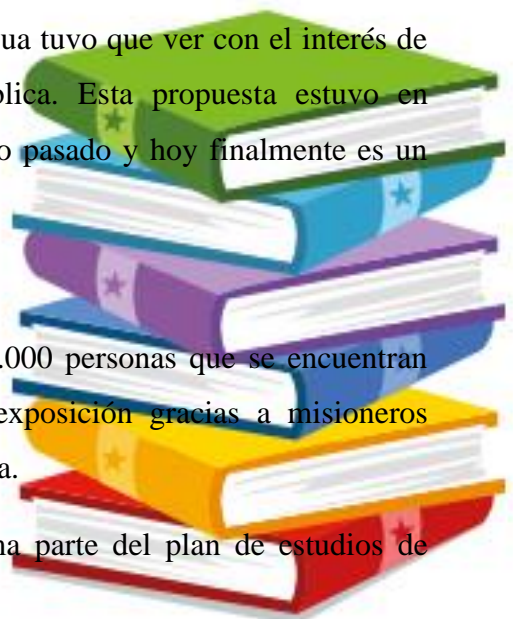 ua tuvo que ver con el interés de
blica. Esta propuesta estuvo en
o pasado y hoy finalmente es un
.000 personas que se encuentran
exposición gracias a misioneros
a.
na parte del plan de estudios de